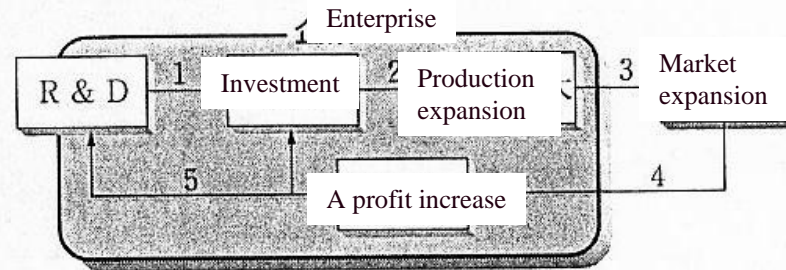 Enterprise
R & D
1
Investment
2
Production
expansion
3
Market
expansion
5
A profit increase
4